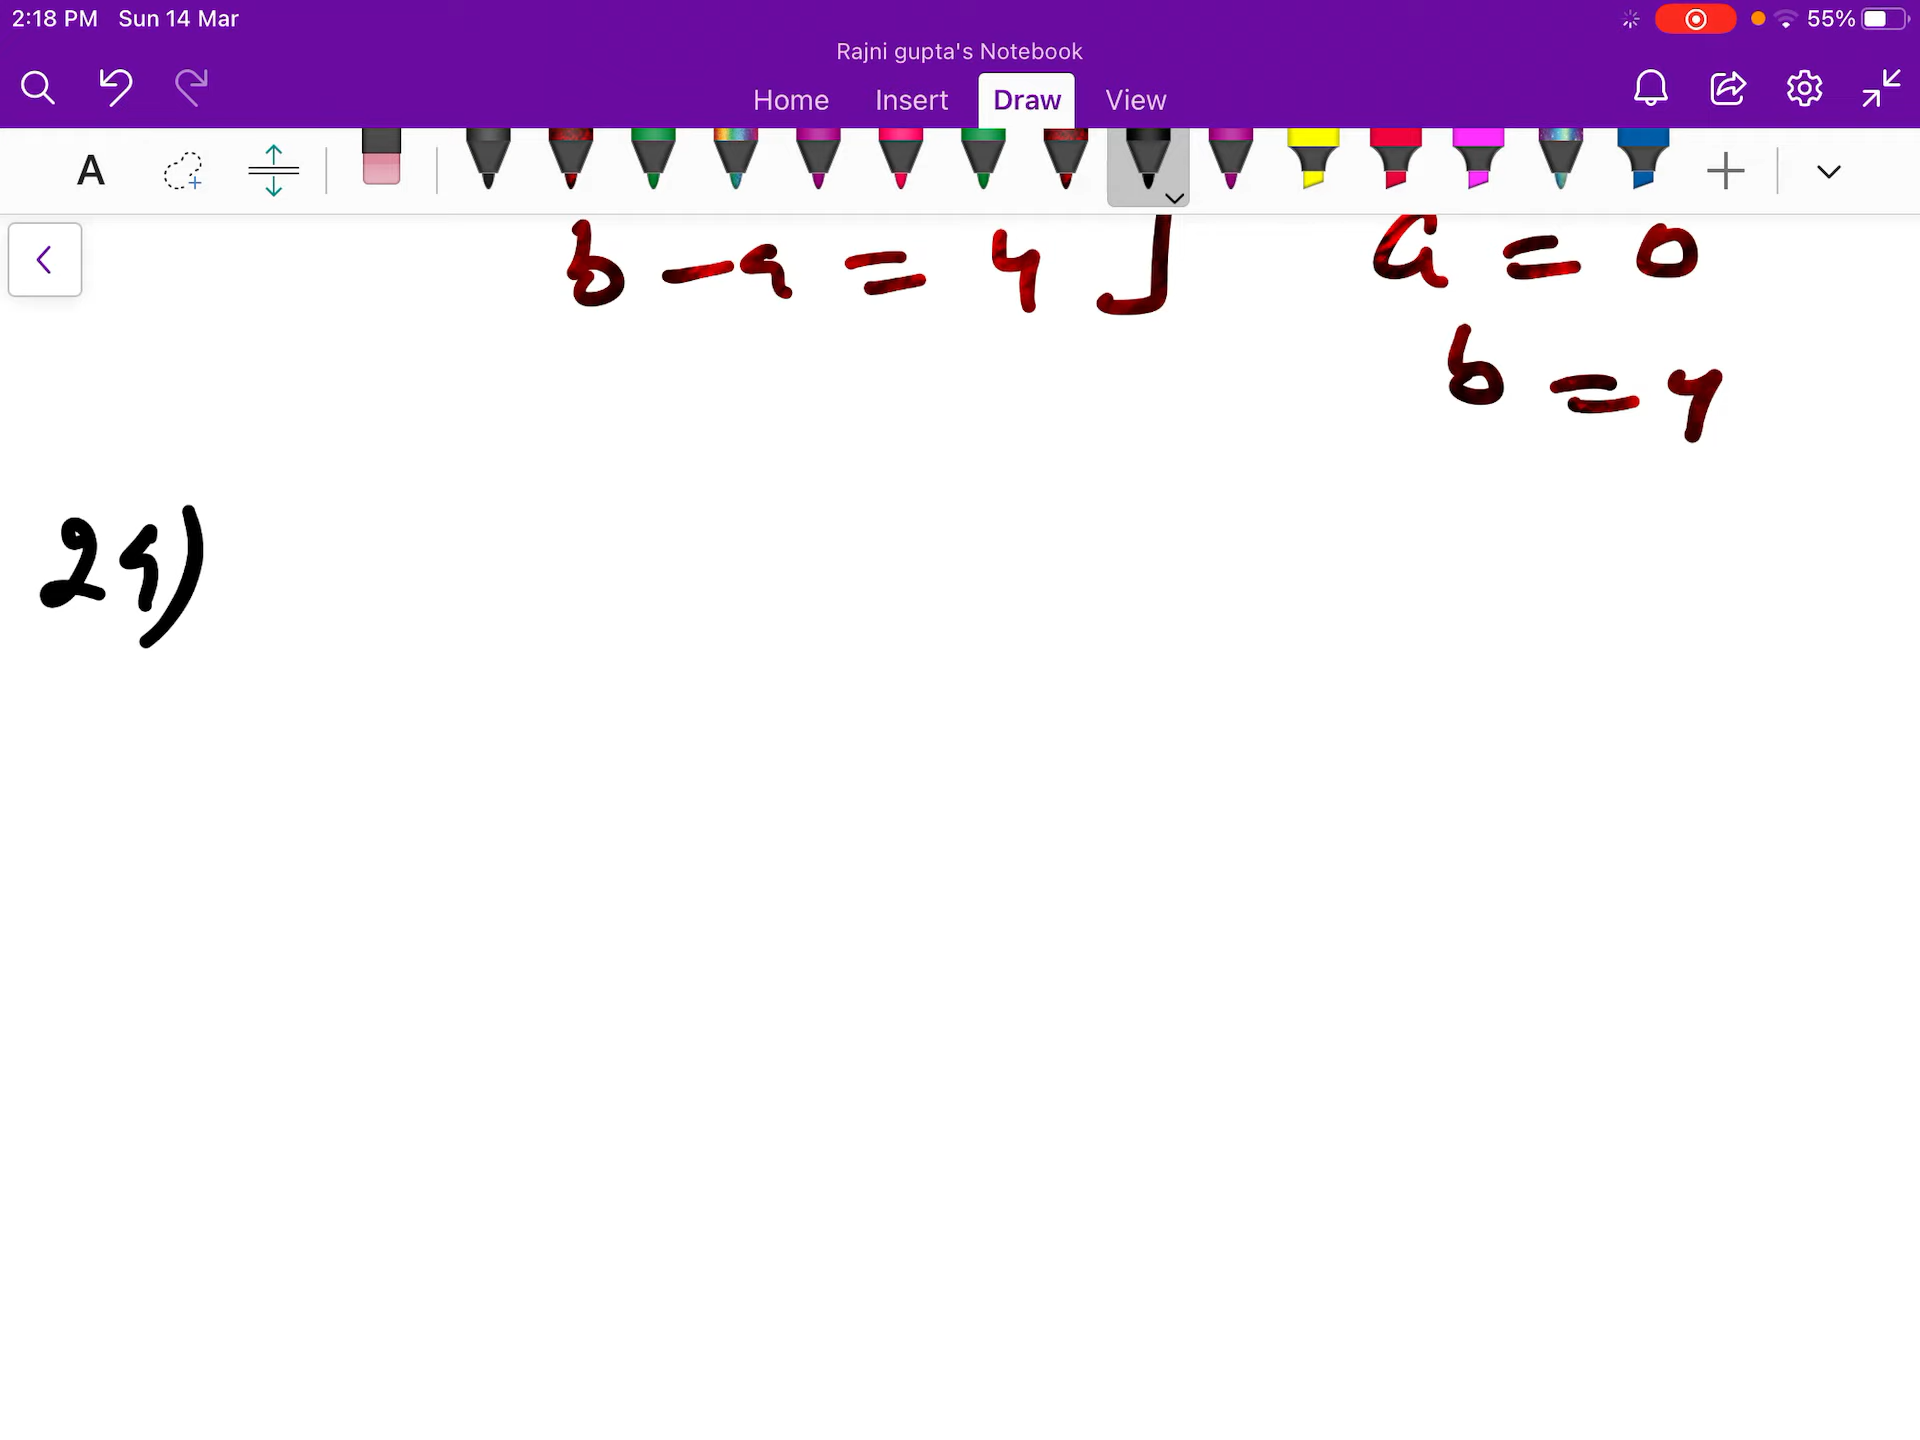 2:18 PM Sun 14 Mar 55%
Rajni gupta's Notebook
Home Insert Draw View
A
b - a = 4 ] a = 0
b = 4
24)